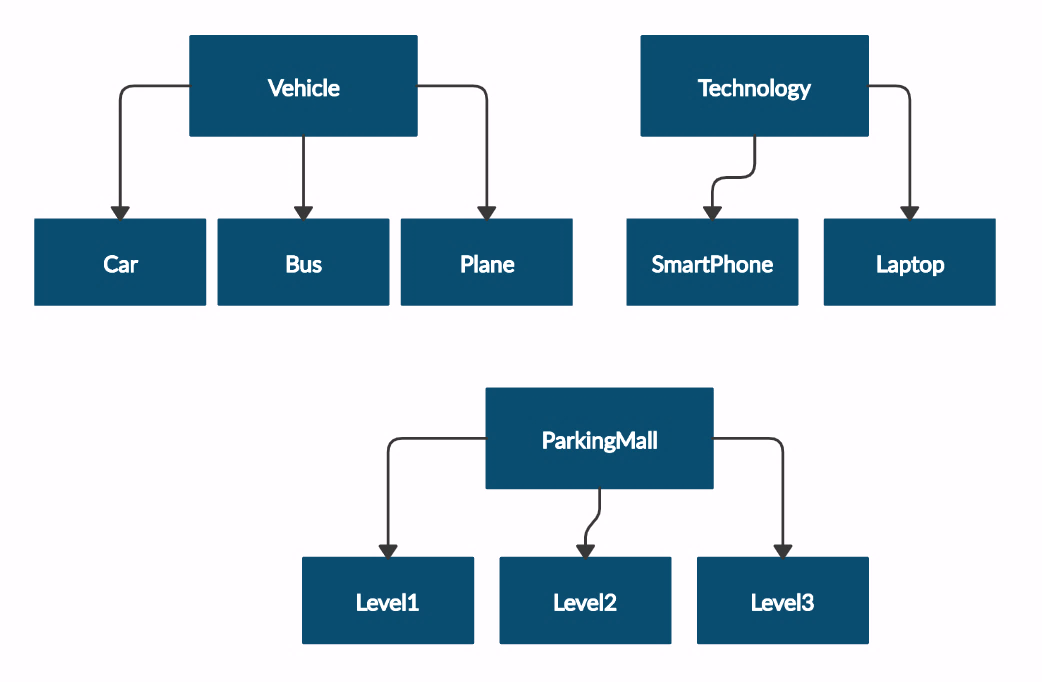 Vehicle
Technology
Car
Bus
Plane
SmartPhone
Laptop
ParkingMall
Level1
Level2
Level3